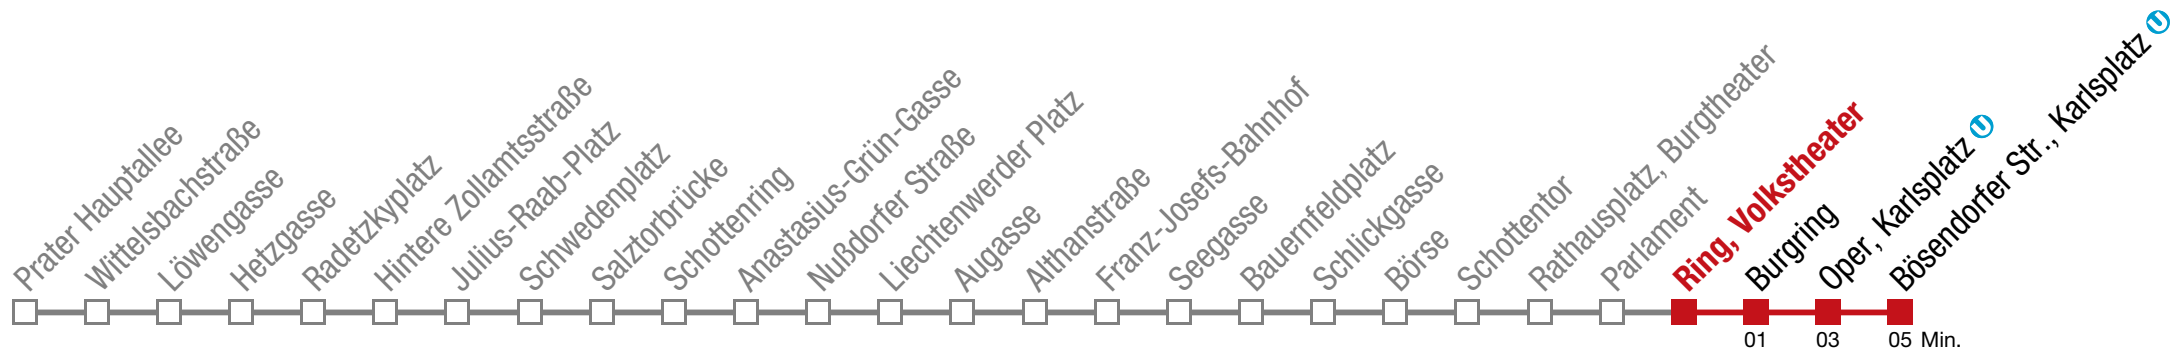 Prater Hauptallee
Wittelsbachstraße
Löwengasse
Hetzgasse
Radetzkyplatz
Hintere Zollamtsstraße
Julius-Raab-Platz
Schwedenplatz
Salztorbrücke
Schottenring
Anastasius-Grün-Gasse
Nußdorfer Straße
Liechtenwerder Platz
Augasse
Althanstraße
Franz-Josefs-Bahnhof
Seegasse
Bauernfeldplatz
Schlickgasse
Börse
Schottentor
Rathausplatz, Burgtheater
Parlament
Ring, Volkstheater
Burgring
Oper, Karlsplatz U
Bösendorfer Str., Karlsplatz U
01 03 05 Min.